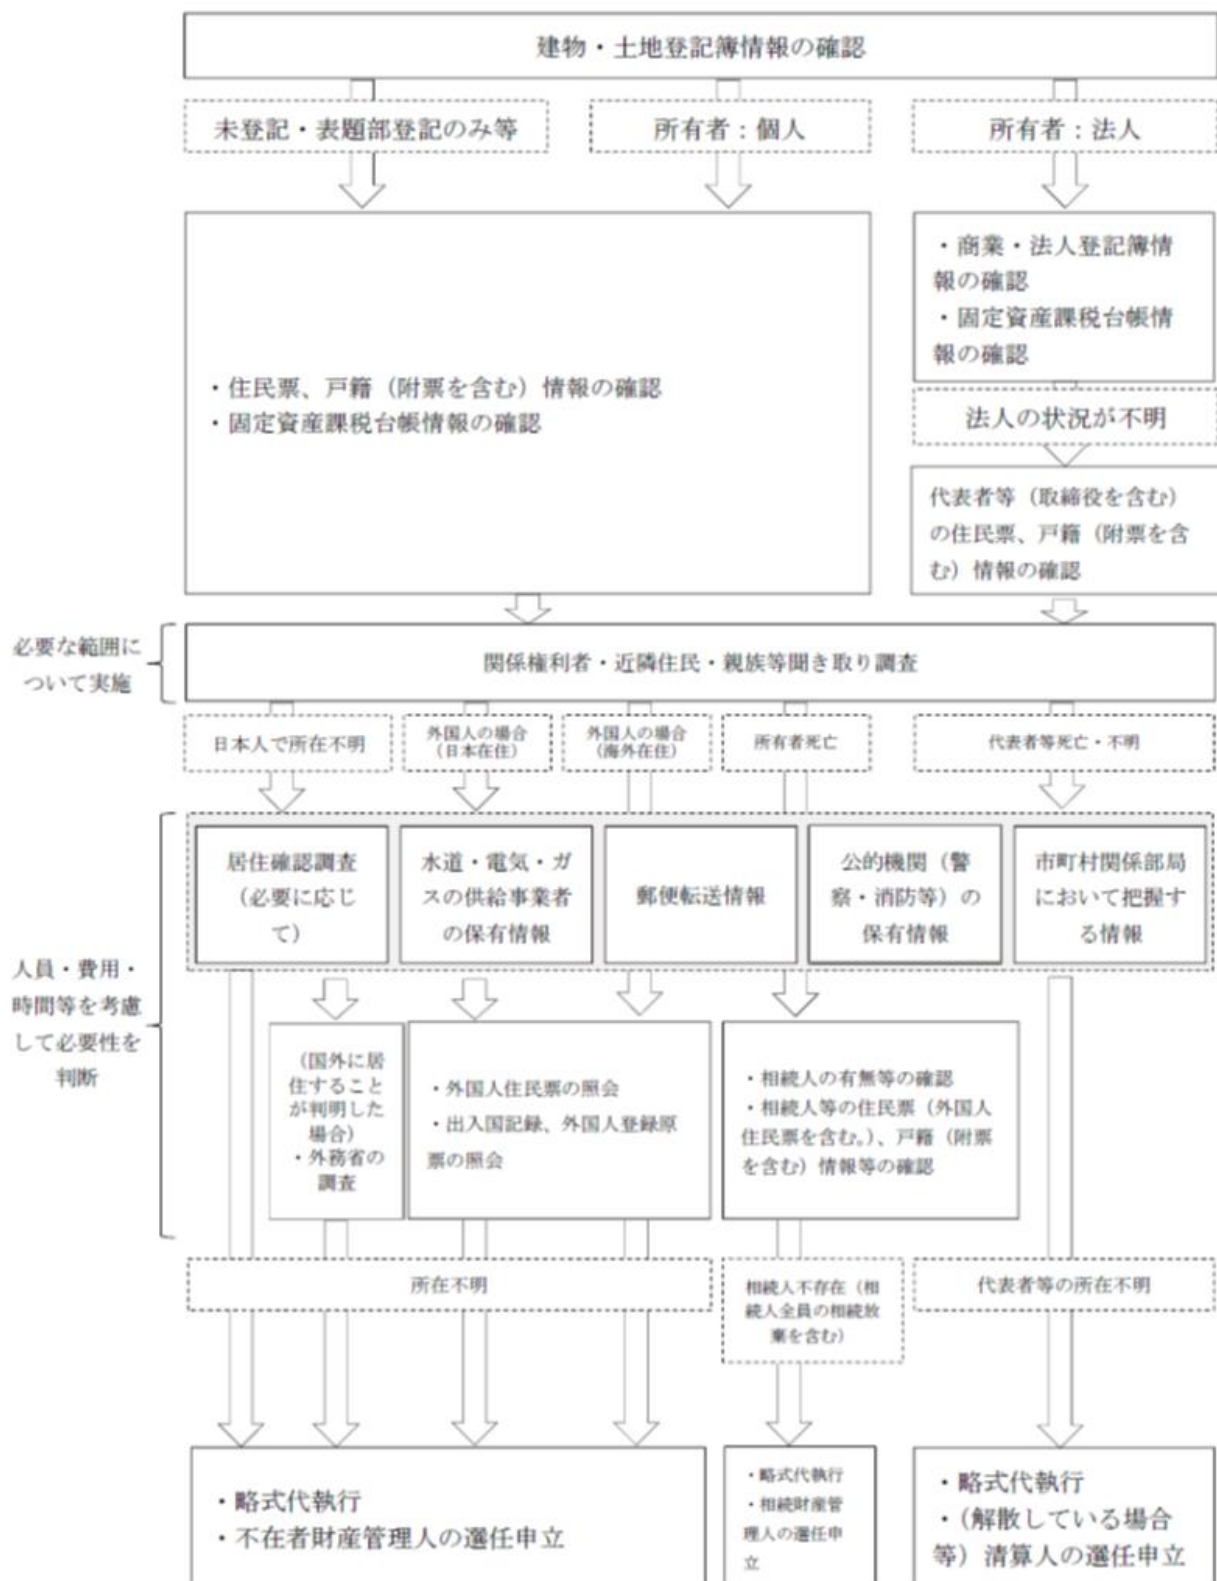 建物・土地登記簿情報の確認
未登記・表題部登記のみ等
所有者：個人
所有者：法人
・商業・法人登記簿情
報の確認
・固定資産課税台帳情
報の確認
・住民票、戸籍（附票を含む）情報の確認
・固定資産課税台帳情報の確認
法人の状況が不明
代表者等（取締役を含む）
の住民票、戸籍（附票を含
む）情報の確認
必要な範囲に
ついて実施
関係権利者・近隣住民・親族等聞き取り調査
日本人で所在不明
外国人の場合
（日本在住）
外国人の場合
（海外在住）
所有者死亡
代表者等死亡・不明
人員・費用・
時間等を考慮
して必要性を
判断
居住確認調査
（必要に応じ
て）
水道・電気・ガ
スの供給事業者
の保有情報
郵便転送情報
公的機関（警
察・消防等）の
保有情報
市町村関係部局
において把握す
る情報
（国外に居
住すること
が判明した
場合）
・外務省の
調査
・外国人住民票の照会
・出入国記録、外国人登録原
票の照会
・相続人の有無等の確認
・相続人等の住民票（外国人
住民票を含む。）、戸籍（附票
を含む）情報等の確認
所在不明
相続人不存在（相
続人全員の相続放
棄を含む）
代表者等の所在不明
・略式代執行
・不在者財産管理人の選任申立
・略式代執行
・相続財産管
理人の選任申
立
・略式代執行
・（解散している場合
等）清算人の選任申立